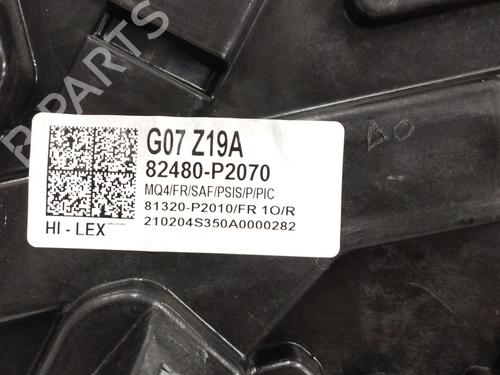 G07 Z19A
82480-P2070
MQ4/FR/SAF/PSIS/P/PIC
81320-P2010/FR 1O/R
210204S350A0000282
HI - LEX